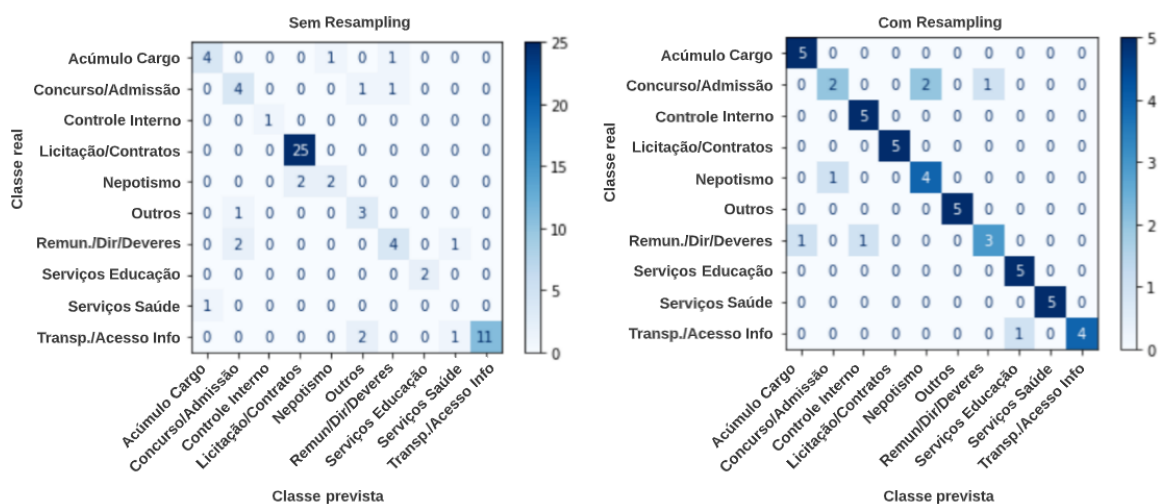 Sem Resampling
Classe real
Acúmulo Cargo 4 0 0 0 1 0 1 0 0 0
Concurso/Admissão 0 4 0 0 0 1 1 0 0 0
Controle Interno 0 0 1 0 0 0 0 0 0 0
Licitação/Contratos 0 0 0 25 0 0 0 0 0 0
Nepotismo 0 0 0 2 2 0 0 0 0 0
Outros 0 1 0 0 0 3 0 0 0 0
Remun./Dir/Deveres 0 2 0 0 0 0 4 0 1 0
Serviços Educação 0 0 0 0 0 0 0 2 0 0
Serviços Saúde 1 0 0 0 0 0 0 0 0 0
Transp./Acesso Info 0 0 0 0 0 2 0 0 1 11
Acúmulo Cargo
Concurso/Admissão
Controle Interno
Licitação/Contratos
Nepotismo
Outros
Remun/Dir/Deveres
Serviços Educação
Serviços Saúde
Transp./Acesso Info
Classe prevista
25
20
15
10
5
0
Com Resampling
Classe real
Acúmulo Cargo 5 0 0 0 0 0 0 0 0 0
Concurso/Admissão 0 2 0 0 2 0 1 0 0 0
Controle Interno 0 0 5 0 0 0 0 0 0 0
Licitação/Contratos 0 0 0 5 0 0 0 0 0 0
Nepotismo 0 1 0 0 4 0 0 0 0 0
Outros 0 0 0 0 0 5 0 0 0 0
Remun./Dir/Deveres 1 0 1 0 0 0 3 0 0 0
Serviços Educação 0 0 0 0 0 0 0 5 0 0
Serviços Saúde 0 0 0 0 0 0 0 0 5 0
Transp./Acesso Info 0 0 0 0 0 0 0 1 0 4
Acúmulo Cargo
Concurso/Admissão
Controle Interno
Licitação/Contratos
Nepotismo
Outros
Remun/Dir/Deveres
Serviços Educação
Serviços Saúde
Transp./Acesso Info
Classe prevista
5
4
3
2
1
0